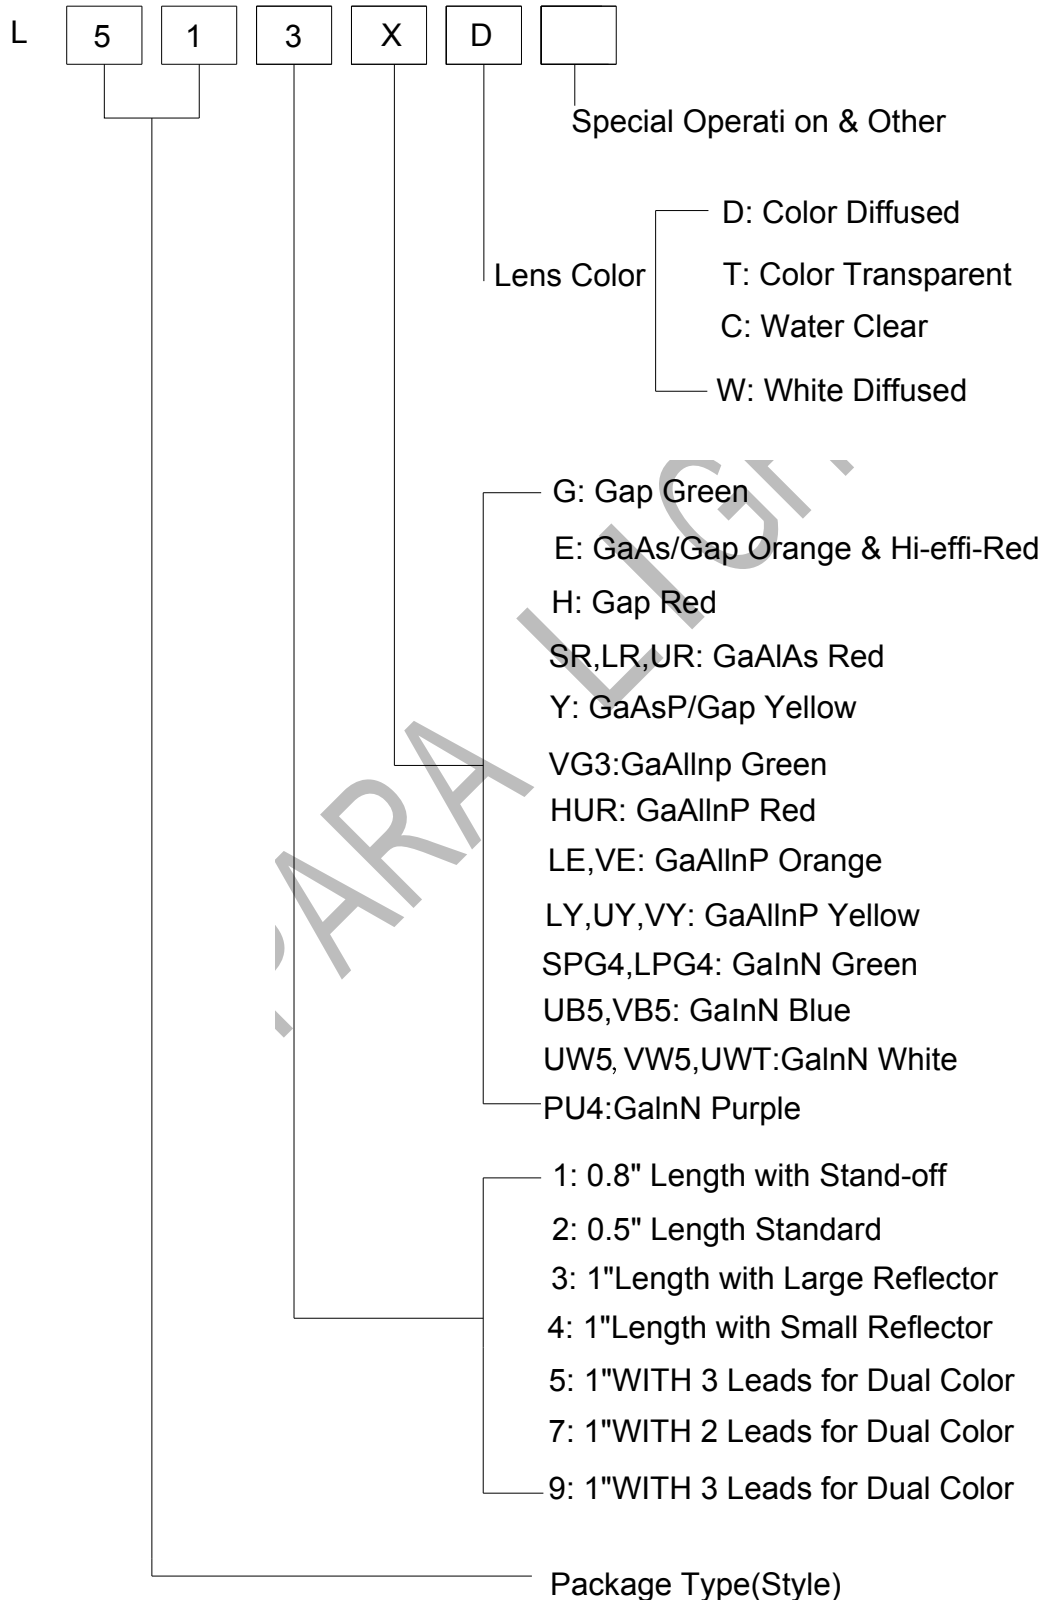 L 5 1 3 X D
Special Operati on & Other
D: Color Diffused
Lens Color
T: Color Transparent
C: Water Clear
W: White Diffused
G: Gap Green
E: GaAs/Gap Orange & Hi-effi-Red
H: Gap Red
SR,LR,UR: GaAlAs Red
Y: GaAsP/Gap Yellow
VG3:GaAllnp Green
HUR: GaAllnP Red
LE,VE: GaAllnP Orange
LY,UY,VY: GaAllnP Yellow
SPG4,LPG4: GaInN Green
UB5,VB5: GaInN Blue
UW5, VW5,UWT:GaInN White
PU4:GaInN Purple
1: 0.8" Length with Stand-off
2: 0.5" Length Standard
3: 1"Length with Large Reflector
4: 1"Length with Small Reflector
5: 1"WITH 3 Leads for Dual Color
7: 1"WITH 2 Leads for Dual Color
9: 1"WITH 3 Leads for Dual Color
Package Type(Style)
PARA